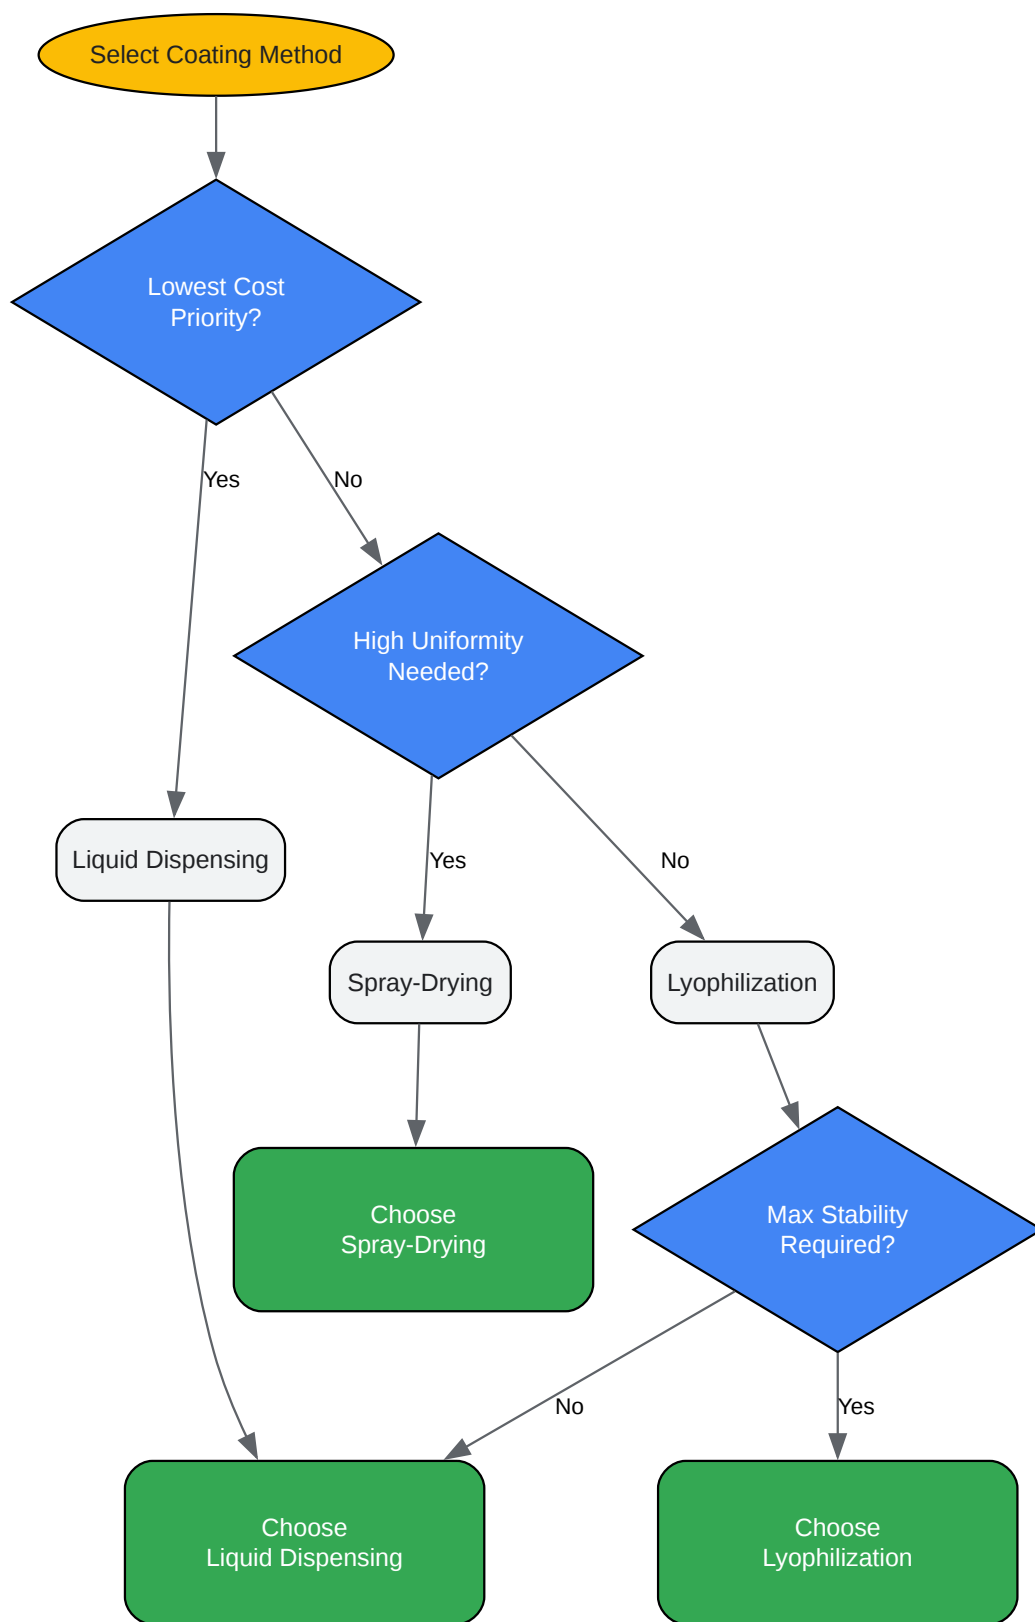 Select Coating Method
Lowest Cost
Priority?
Yes
No
High Uniformity
Needed?
Liquid Dispensing
Yes
No
Spray-Drying
Lyophilization
Choose
Spray-Drying
Max Stability
Required?
No
Yes
Choose
Liquid Dispensing
Choose
Lyophilization